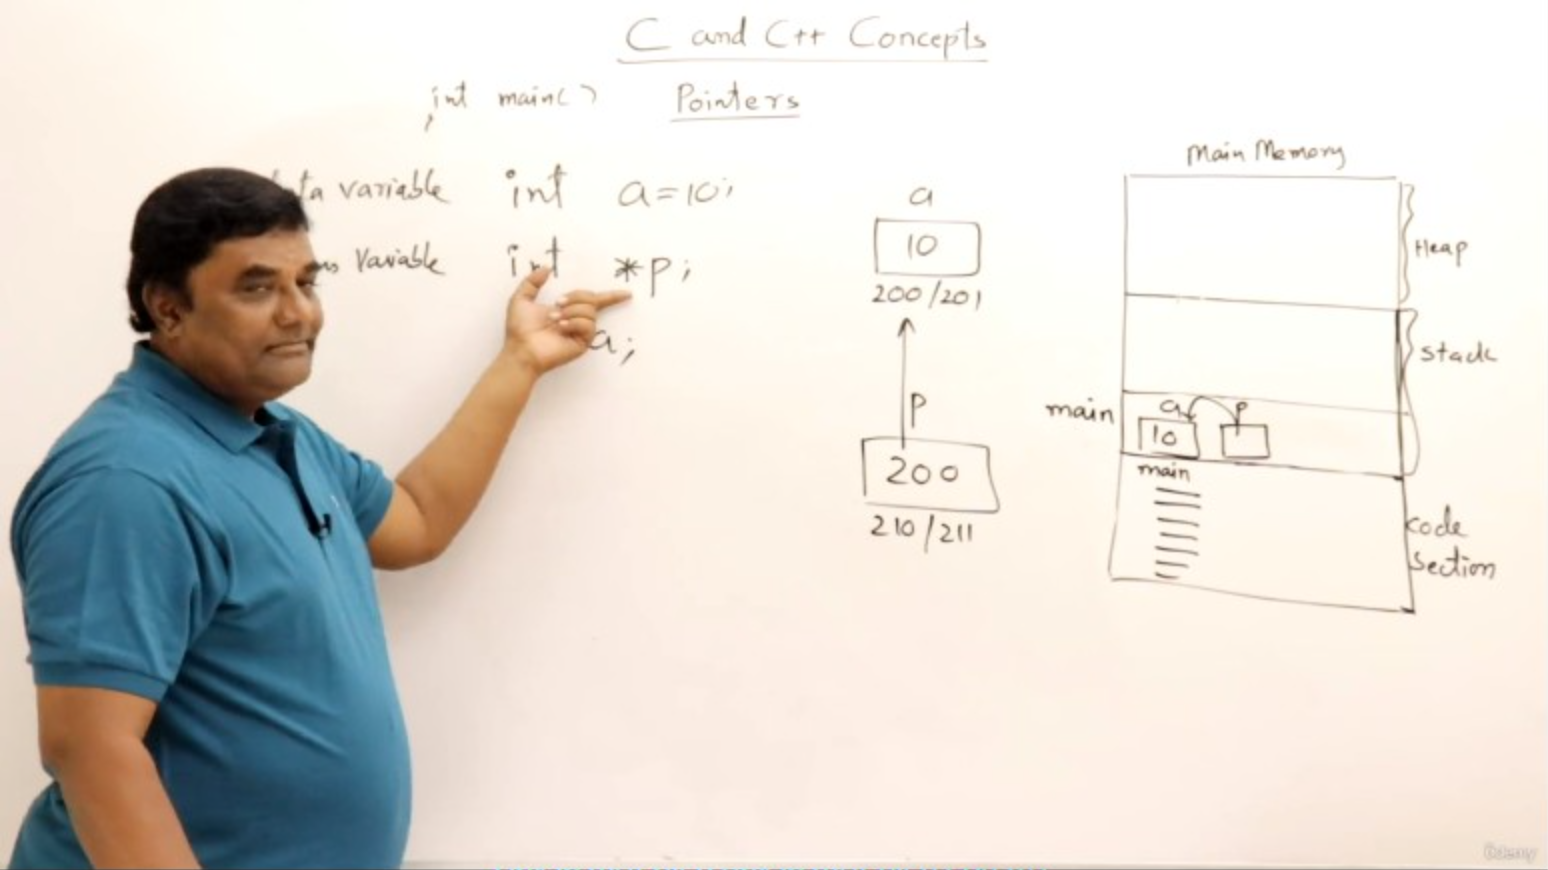 C and C++ Concepts
int main()
Pointers
variable int a=10;
Variable int *p;
a;
a
10
200/201
p
200
210/211
Main Memory
Heap
Stack
main
a p
10
main
Code
Section
Udemy